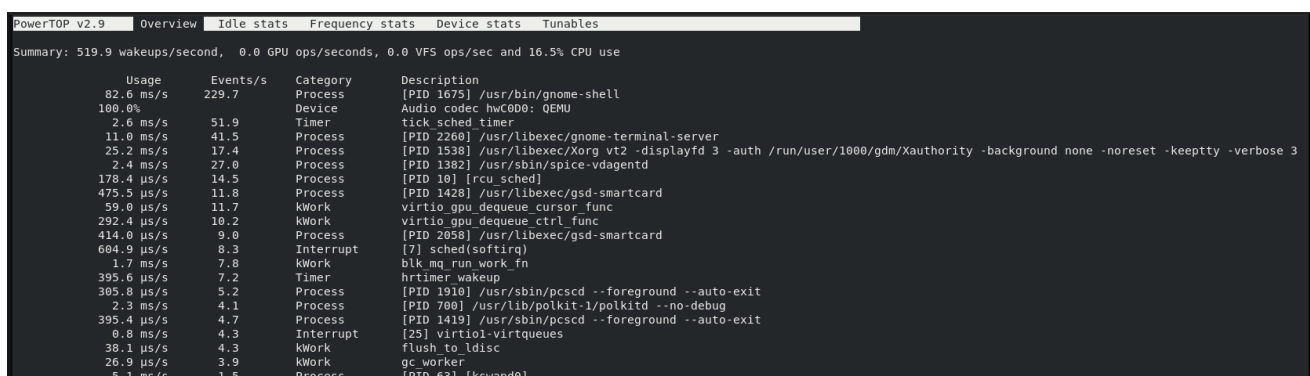 PowerTOP v2.9 Overview Idle stats Frequency stats Device stats Tunables
Summary: 519.9 wakeups/second, 0.0 GPU ops/seconds, 0.0 VFS ops/sec and 16.5% CPU use
Usage Events/s Category Description
82.6 ms/s 229.7 Process [PID 1675] /usr/bin/gnome-shell
100.0% Device Audio codec hwC0D0: QEMU
2.6 ms/s 51.9 Timer tick_sched_timer
11.0 ms/s 41.5 Process [PID 2260] /usr/libexec/gnome-terminal-server
25.2 ms/s 17.4 Process [PID 1538] /usr/libexec/Xorg vt2 -displayfd 3 -auth /run/user/1000/gdm/Xauthority -background none -noreset -keeptty -verbose 3
2.4 ms/s 27.0 Process [PID 1382] /usr/sbin/spice-vdagentd
178.4 µs/s 14.5 Process [PID 10] [rcu_sched]
475.5 µs/s 11.8 Process [PID 1428] /usr/libexec/gsd-smartcard
59.0 µs/s 11.7 kWork virtio_gpu_dequeue_cursor_func
292.4 µs/s 10.2 kWork virtio_gpu_dequeue_ctrl_func
414.0 µs/s 9.0 Process [PID 2058] /usr/libexec/gsd-smartcard
604.9 µs/s 8.3 Interrupt [7] sched(softirq)
1.7 ms/s 7.8 kWork blk_mq_run_work_fn
395.6 µs/s 7.2 Timer hrtimer_wakeup
305.8 µs/s 5.2 Process [PID 1910] /usr/sbin/pcscd --foreground --auto-exit
2.3 ms/s 4.1 Process [PID 700] /usr/lib/polkit-1/polkitd --no-debug
395.4 µs/s 4.7 Process [PID 1419] /usr/sbin/pcscd --foreground --auto-exit
0.8 ms/s 4.3 Interrupt [25] virtio1-virtqueues
38.1 µs/s 4.3 kWork flush_to_ldisc
26.9 µs/s 3.9 kWork gc_worker
5.1 ms/s 1.5 Process [PID 63] [kswapd0]